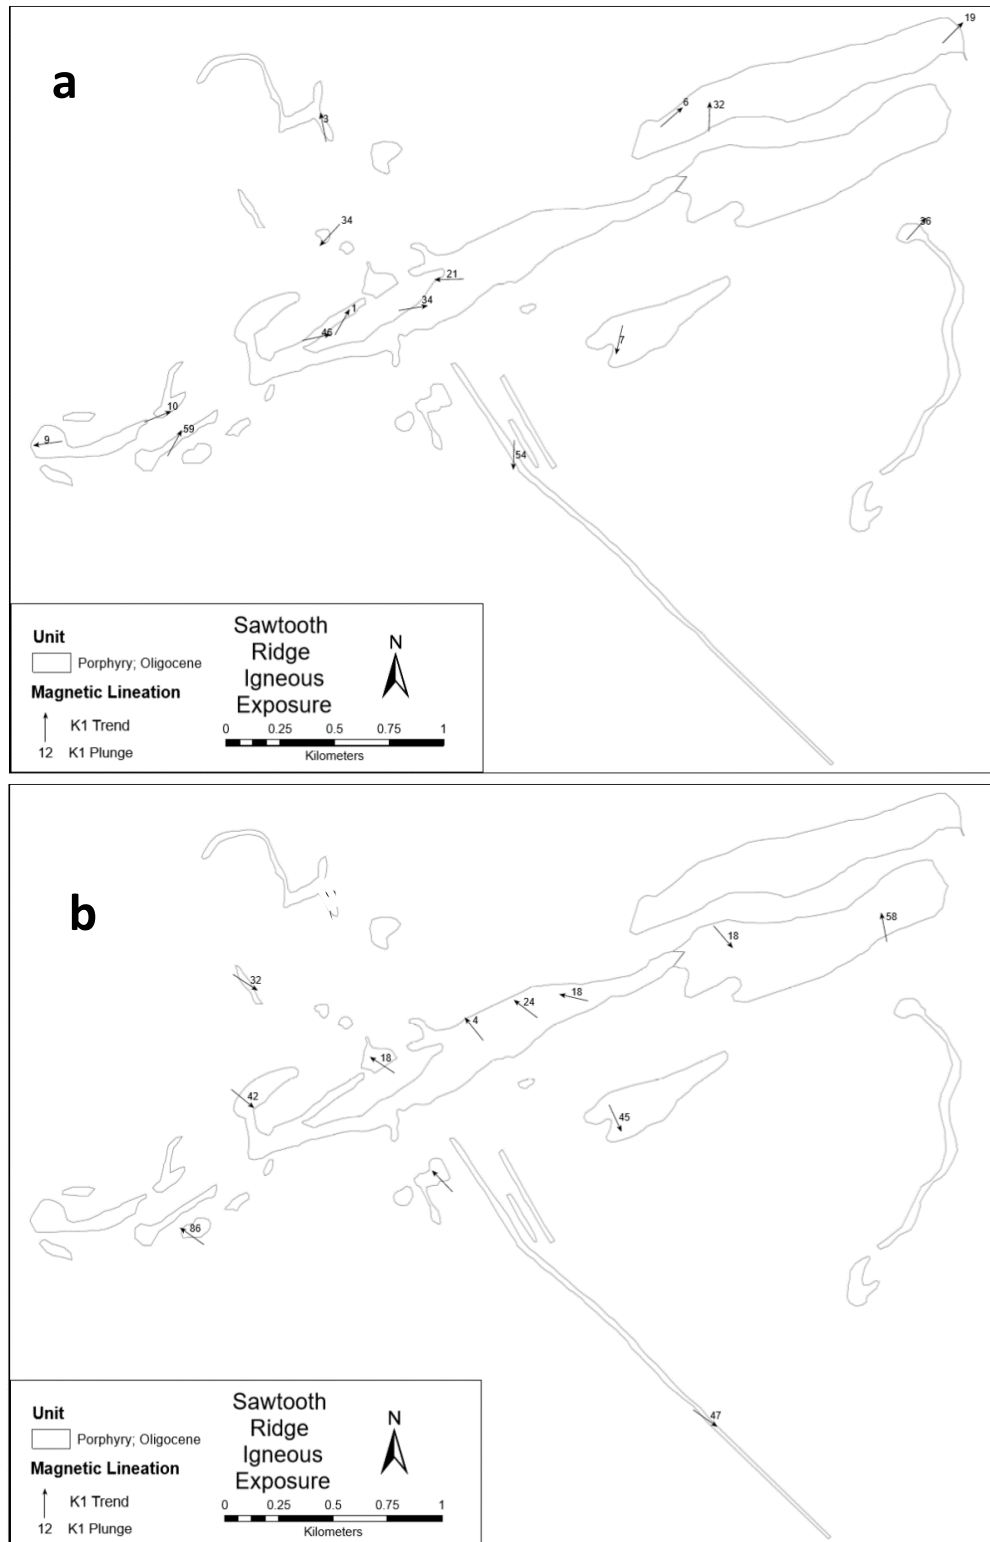 a
19
6
32
3
34
36
21
34
1
46
7
10
9
59
54
Unit
Porphyry; Oligocene
Magnetic Lineation
K1 Trend
12 K1 Plunge
Sawtooth
Ridge
Igneous
Exposure
N
0 0.25 0.5 0.75 1
Kilometers
b
58
18
32
18
24
4
18
42
45
86
47
Unit
Porphyry; Oligocene
Magnetic Lineation
K1 Trend
12 K1 Plunge
Sawtooth
Ridge
Igneous
Exposure
N
0 0.25 0.5 0.75 1
Kilometers